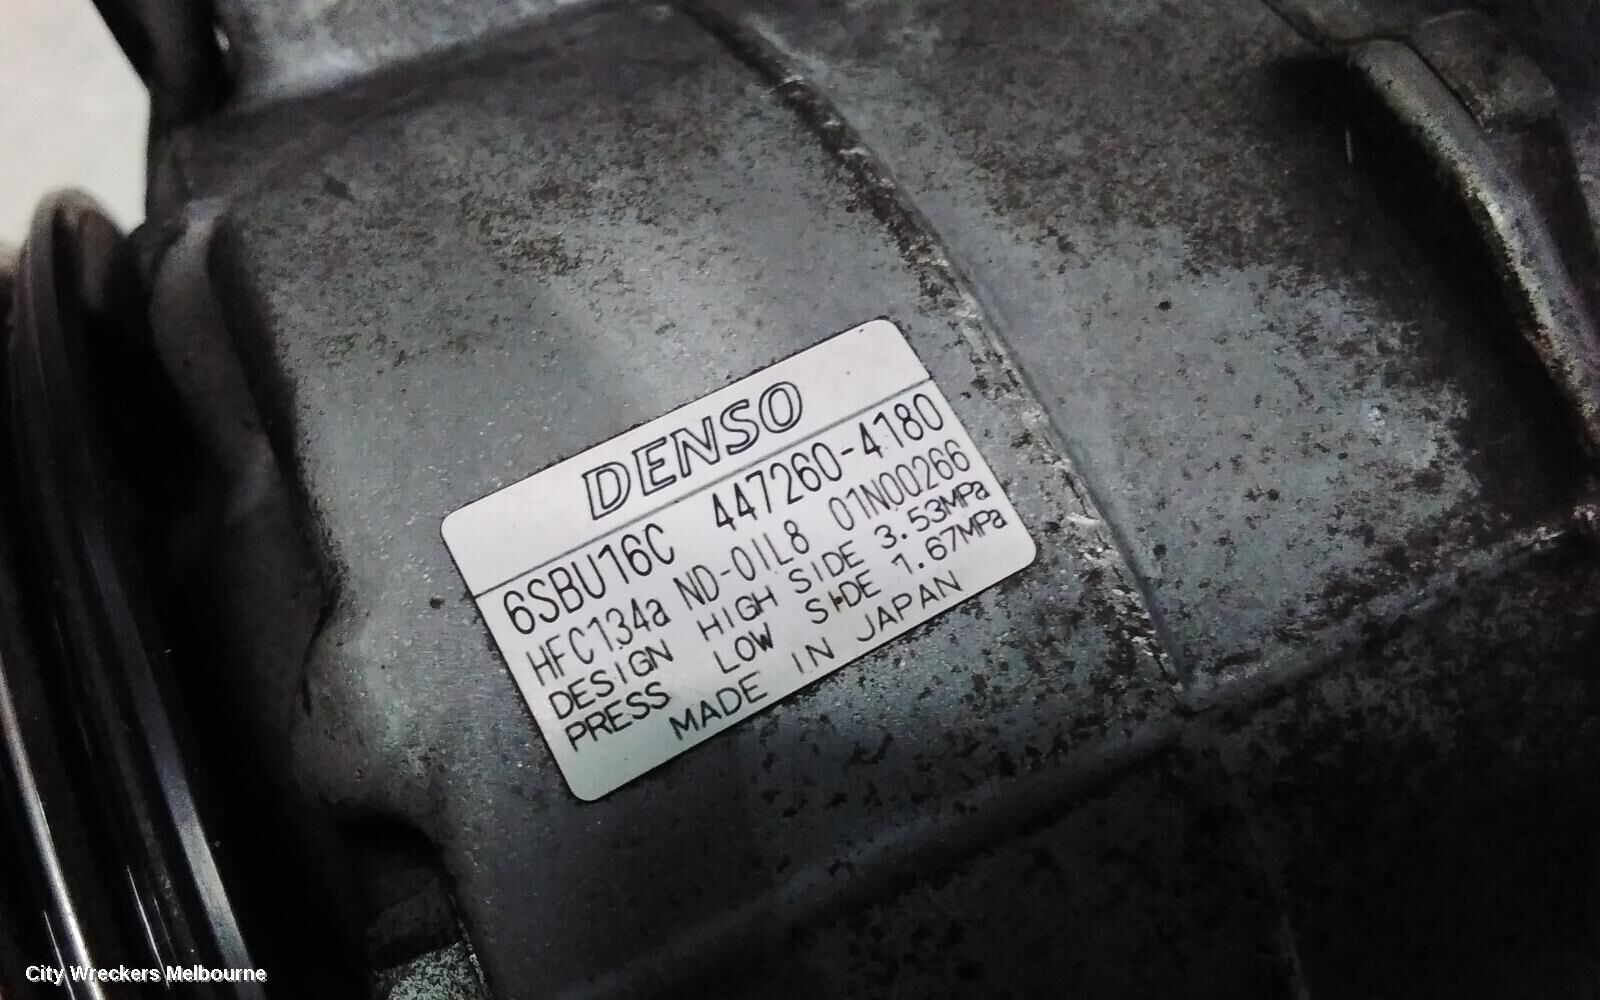 DENSO
6SBU16C 447260-4180
HFC134a ND-OIL8 01N00266
DESIGN HIGH SIDE 3.53MPa
PRESS LOW SIDE 1.67MPa
MADE IN JAPAN
City Wreckers Melbourne